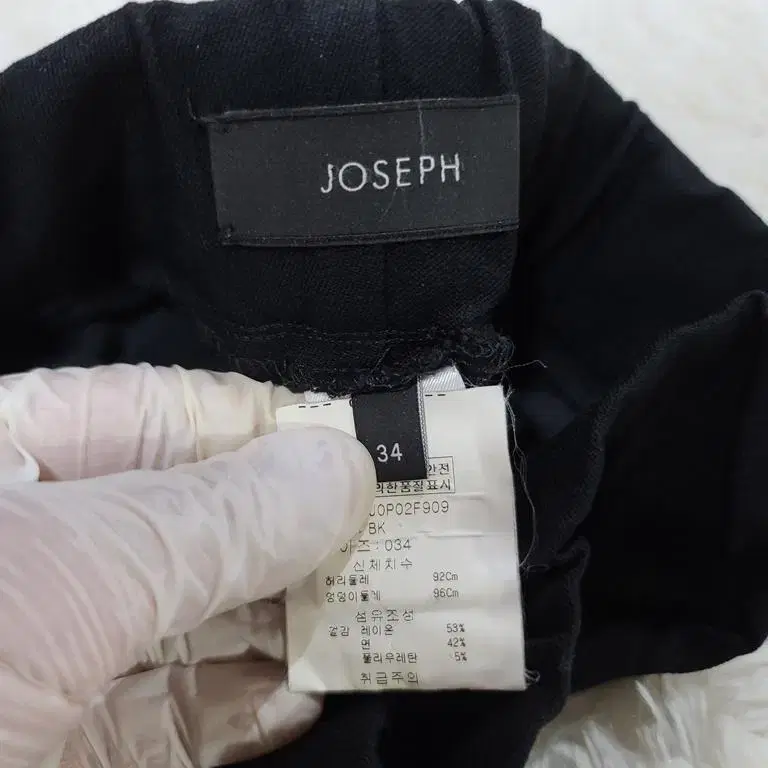 JOSEPH
34
안전
의한품질표시
J0P02F909
BK
이즈 : 034
신체치수
허리둘레 92Cm
엉덩이둘레 96Cm
섬유조성
겉감 레이온 53%
면 42%
폴리우레탄 5%
취급주의